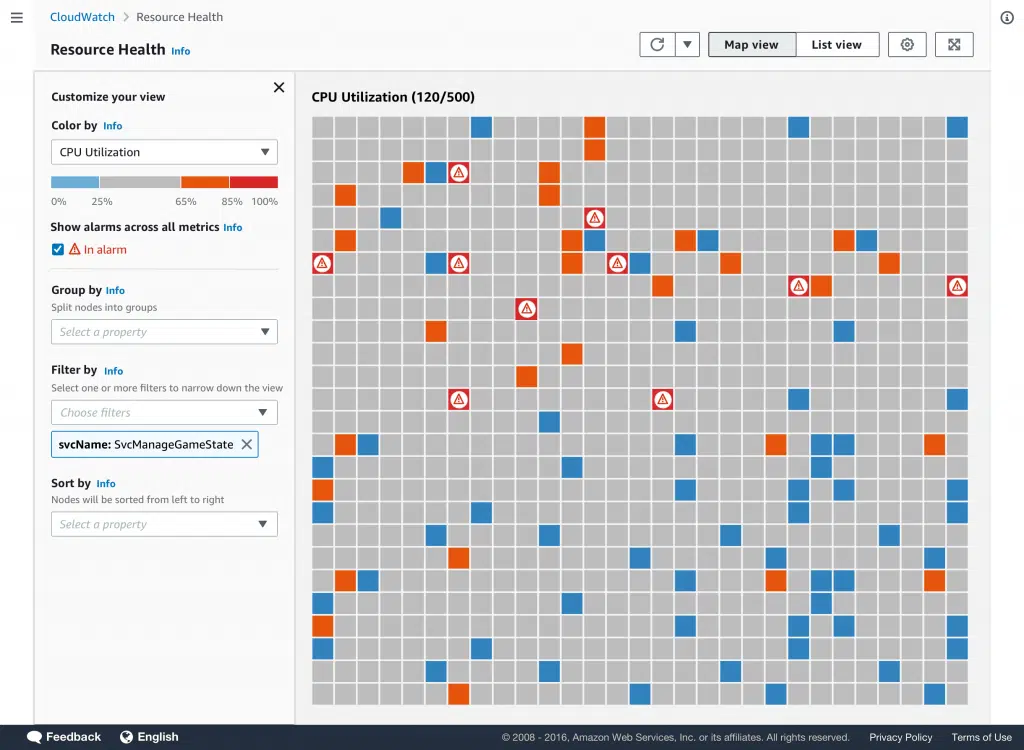 CloudWatch > Resource Health
Resource Health Info
Map view List view
Customize your view
Color by Info
CPU Utilization
0% 25% 65% 85% 100%
Show alarms across all metrics Info
In alarm
Group by Info
Split nodes into groups
Select a property
Filter by Info
Select one or more filters to narrow down the view
Choose filters
svcName: SvcManageGameState
Sort by Info
Nodes will be sorted from left to right
Select a property
CPU Utilization (120/500)
Feedback English © 2008 - 2016, Amazon Web Services, Inc. or its affiliates. All rights reserved. Privacy Policy Terms of Use